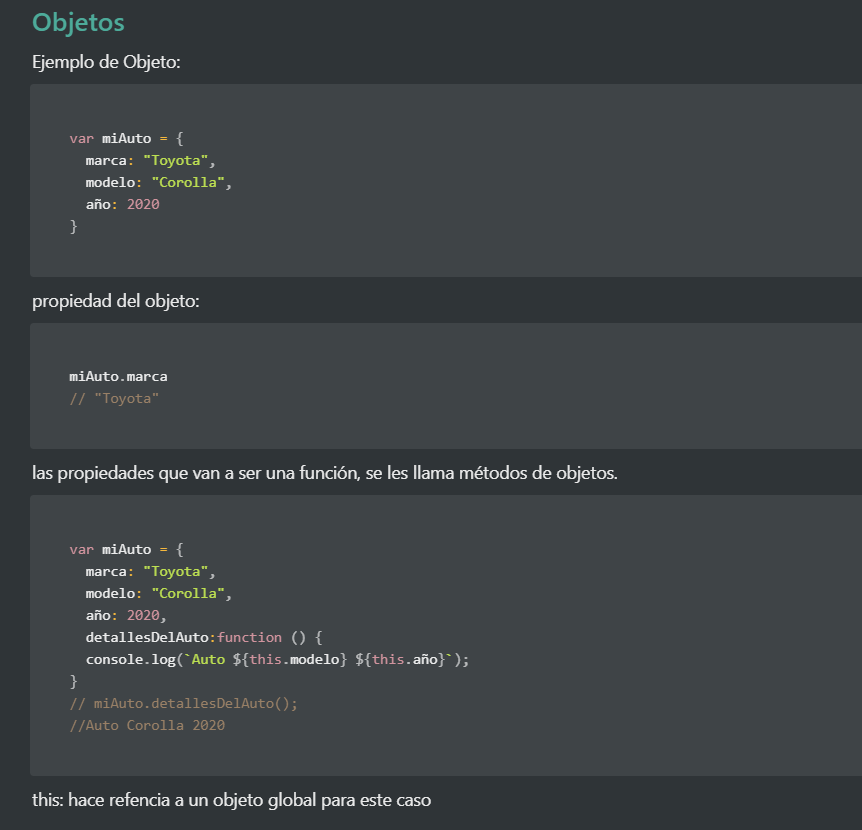 Objetos
Ejemplo de Objeto:
var miAuto = {
  marca: "Toyota",
  modelo: "Corolla",
  año: 2020
}
propiedad del objeto:
miAuto.marca
// "Toyota"
las propiedades que van a ser una función, se les llama métodos de objetos.
var miAuto = {
  marca: "Toyota",
  modelo: "Corolla",
  año: 2020,
  detallesDelAuto:function () {
  console.log(`Auto ${this.modelo} ${this.año}`);
}
// miAuto.detallesDelAuto();
//Auto Corolla 2020
this: hace refencia a un objeto global para este caso